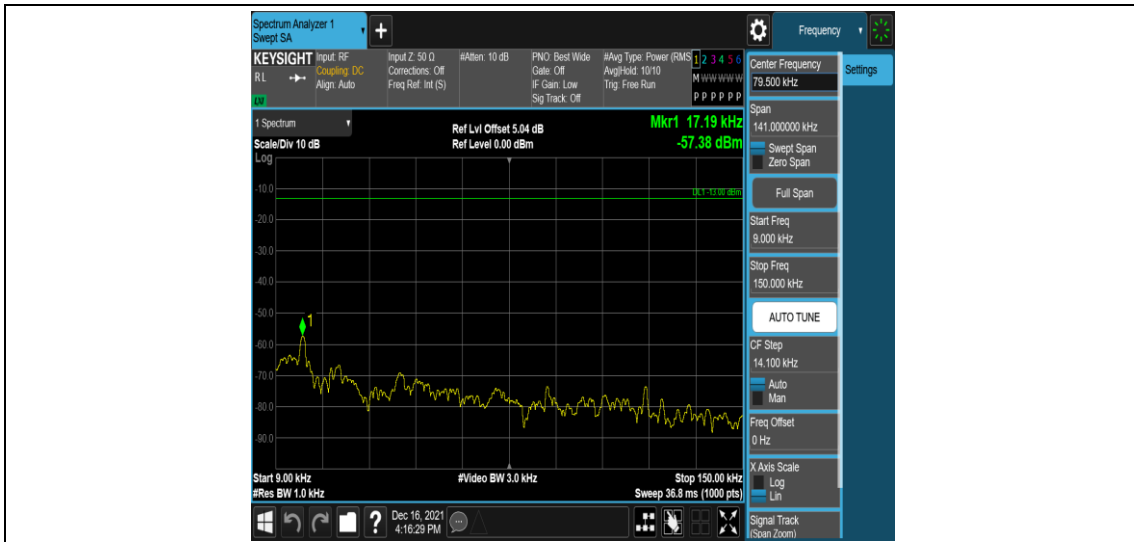 Spectrum Analyzer 1
Swept SA
+
Frequency
KEYSIGHT
RL
LXI
Input: RF
Coupling: DC
Align: Auto
Input Z: 50 Ω
Corrections: Off
Freq Ref: Int (S)
#Atten: 10 dB
PNO: Best Wide
Gate: Off
IF Gain: Low
Sig Track: Off
#Avg Type: Power (RMS
Avg|Hold: 10/10
Trig: Free Run
1 2 3 4 5 6
M W W W W W
P P P P P P
Center Frequency
79.500 kHz
Settings
Span
141.000000 kHz
Swept Span
Zero Span
Full Span
Start Freq
9.000 kHz
Stop Freq
150.000 kHz
AUTO TUNE
CF Step
14.100 kHz
Auto
Man
Freq Offset
0 Hz
X Axis Scale
Log
Lin
Signal Track
(Span Zoom)
1 Spectrum
Scale/Div 10 dB
Ref Lvl Offset 5.04 dB
Ref Level 0.00 dBm
Mkr1 17.19 kHz
-57.38 dBm
Log
DL1 -13.00 dBm
-10.0
-20.0
-30.0
-40.0
-50.0
-60.0
-70.0
-80.0
-90.0
1
Start 9.00 kHz
#Res BW 1.0 kHz
#Video BW 3.0 kHz
Stop 150.00 kHz
Sweep 36.8 ms (1000 pts)
?
Dec 16, 2021
4:16:29 PM